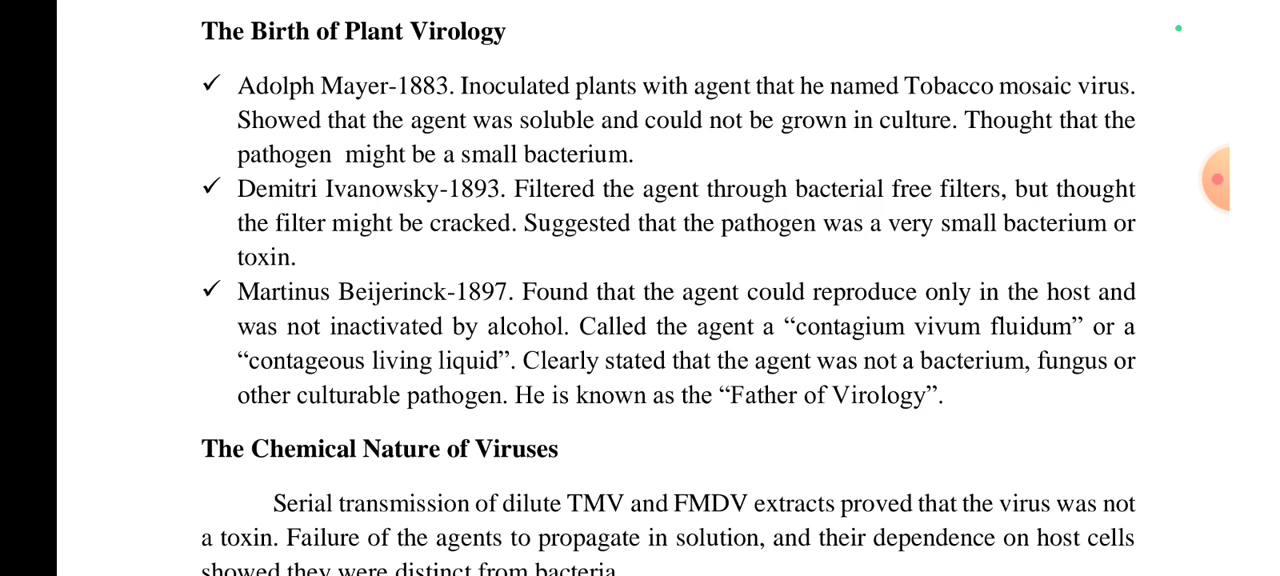 The Birth of Plant Virology
✓ Adolph Mayer-1883. Inoculated plants with agent that he named Tobacco mosaic virus.
Showed that the agent was soluble and could not be grown in culture. Thought that the
pathogen  might be a small bacterium.
✓ Demitri Ivanowsky-1893. Filtered the agent through bacterial free filters, but thought
the filter might be cracked. Suggested that the pathogen was a very small bacterium or
toxin.
✓ Martinus Beijerinck-1897. Found that the agent could reproduce only in the host and
was not inactivated by alcohol. Called the agent a “contagium vivum fluidum” or a
“contageous living liquid”. Clearly stated that the agent was not a bacterium, fungus or
other culturable pathogen. He is known as the “Father of Virology”.
The Chemical Nature of Viruses
Serial transmission of dilute TMV and FMDV extracts proved that the virus was not
a toxin. Failure of the agents to propagate in solution, and their dependence on host cells
showed they were distinct from bacteria.